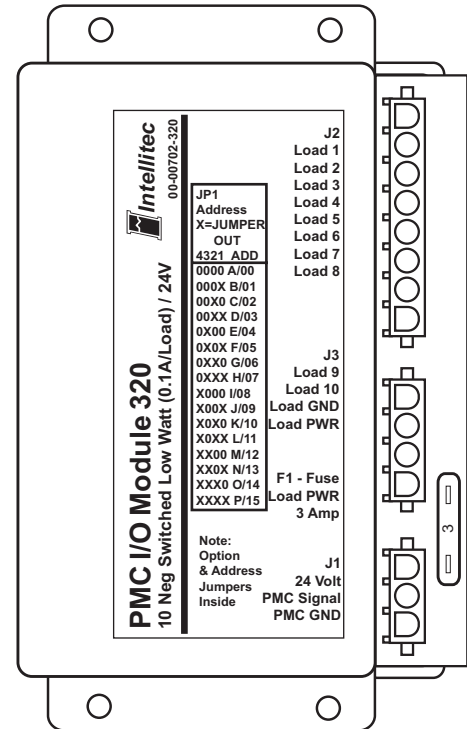 PMC I/O Module 320
10 Neg Switched Low Watt (0.1A/Load) / 24V
Intellitec
00-00702-320
JP1
Address
X=JUMPER
OUT
4321 ADD
0000 A/00
000X B/01
00X0 C/02
00XX D/03
0X00 E/04
0X0X F/05
0XX0 G/06
0XXX H/07
X000 I/08
X00X J/09
X0X0 K/10
X0XX L/11
XX00 M/12
XX0X N/13
XXX0 O/14
XXXX P/15
Note:
Option
& Address
Jumpers
Inside
J2
Load 1
Load 2
Load 3
Load 4
Load 5
Load 6
Load 7
Load 8
J3
Load 9
Load 10
Load GND
Load PWR
F1 - Fuse
Load PWR
3 Amp
J1
24 Volt
PMC Signal
PMC GND
3